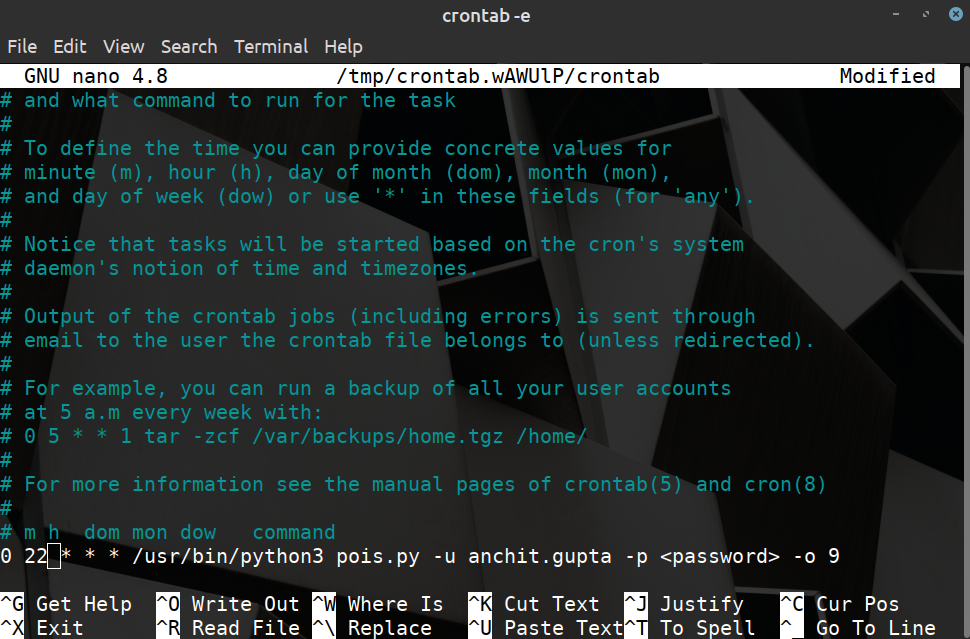 crontab -e
File Edit View Search Terminal Help
GNU nano 4.8 /tmp/crontab.wAWUlP/crontab Modified
# and what command to run for the task
#
# To define the time you can provide concrete values for
# minute (m), hour (h), day of month (dom), month (mon),
# and day of week (dow) or use '*' in these fields (for 'any').
#
# Notice that tasks will be started based on the cron's system
# daemon's notion of time and timezones.
#
# Output of the crontab jobs (including errors) is sent through
# email to the user the crontab file belongs to (unless redirected).
#
# For example, you can run a backup of all your user accounts
# at 5 a.m every week with:
# 0 5 * * 1 tar -zcf /var/backups/home.tgz /home/
#
# For more information see the manual pages of crontab(5) and cron(8)
#
# m h  dom mon dow   command
0 22 * * * /usr/bin/python3 pois.py -u anchit.gupta -p <password> -o 9
^G Get Help ^O Write Out ^W Where Is ^K Cut Text ^J Justify ^C Cur Pos
^X Exit ^R Read File ^\ Replace ^U Paste Text ^T To Spell ^_ Go To Line